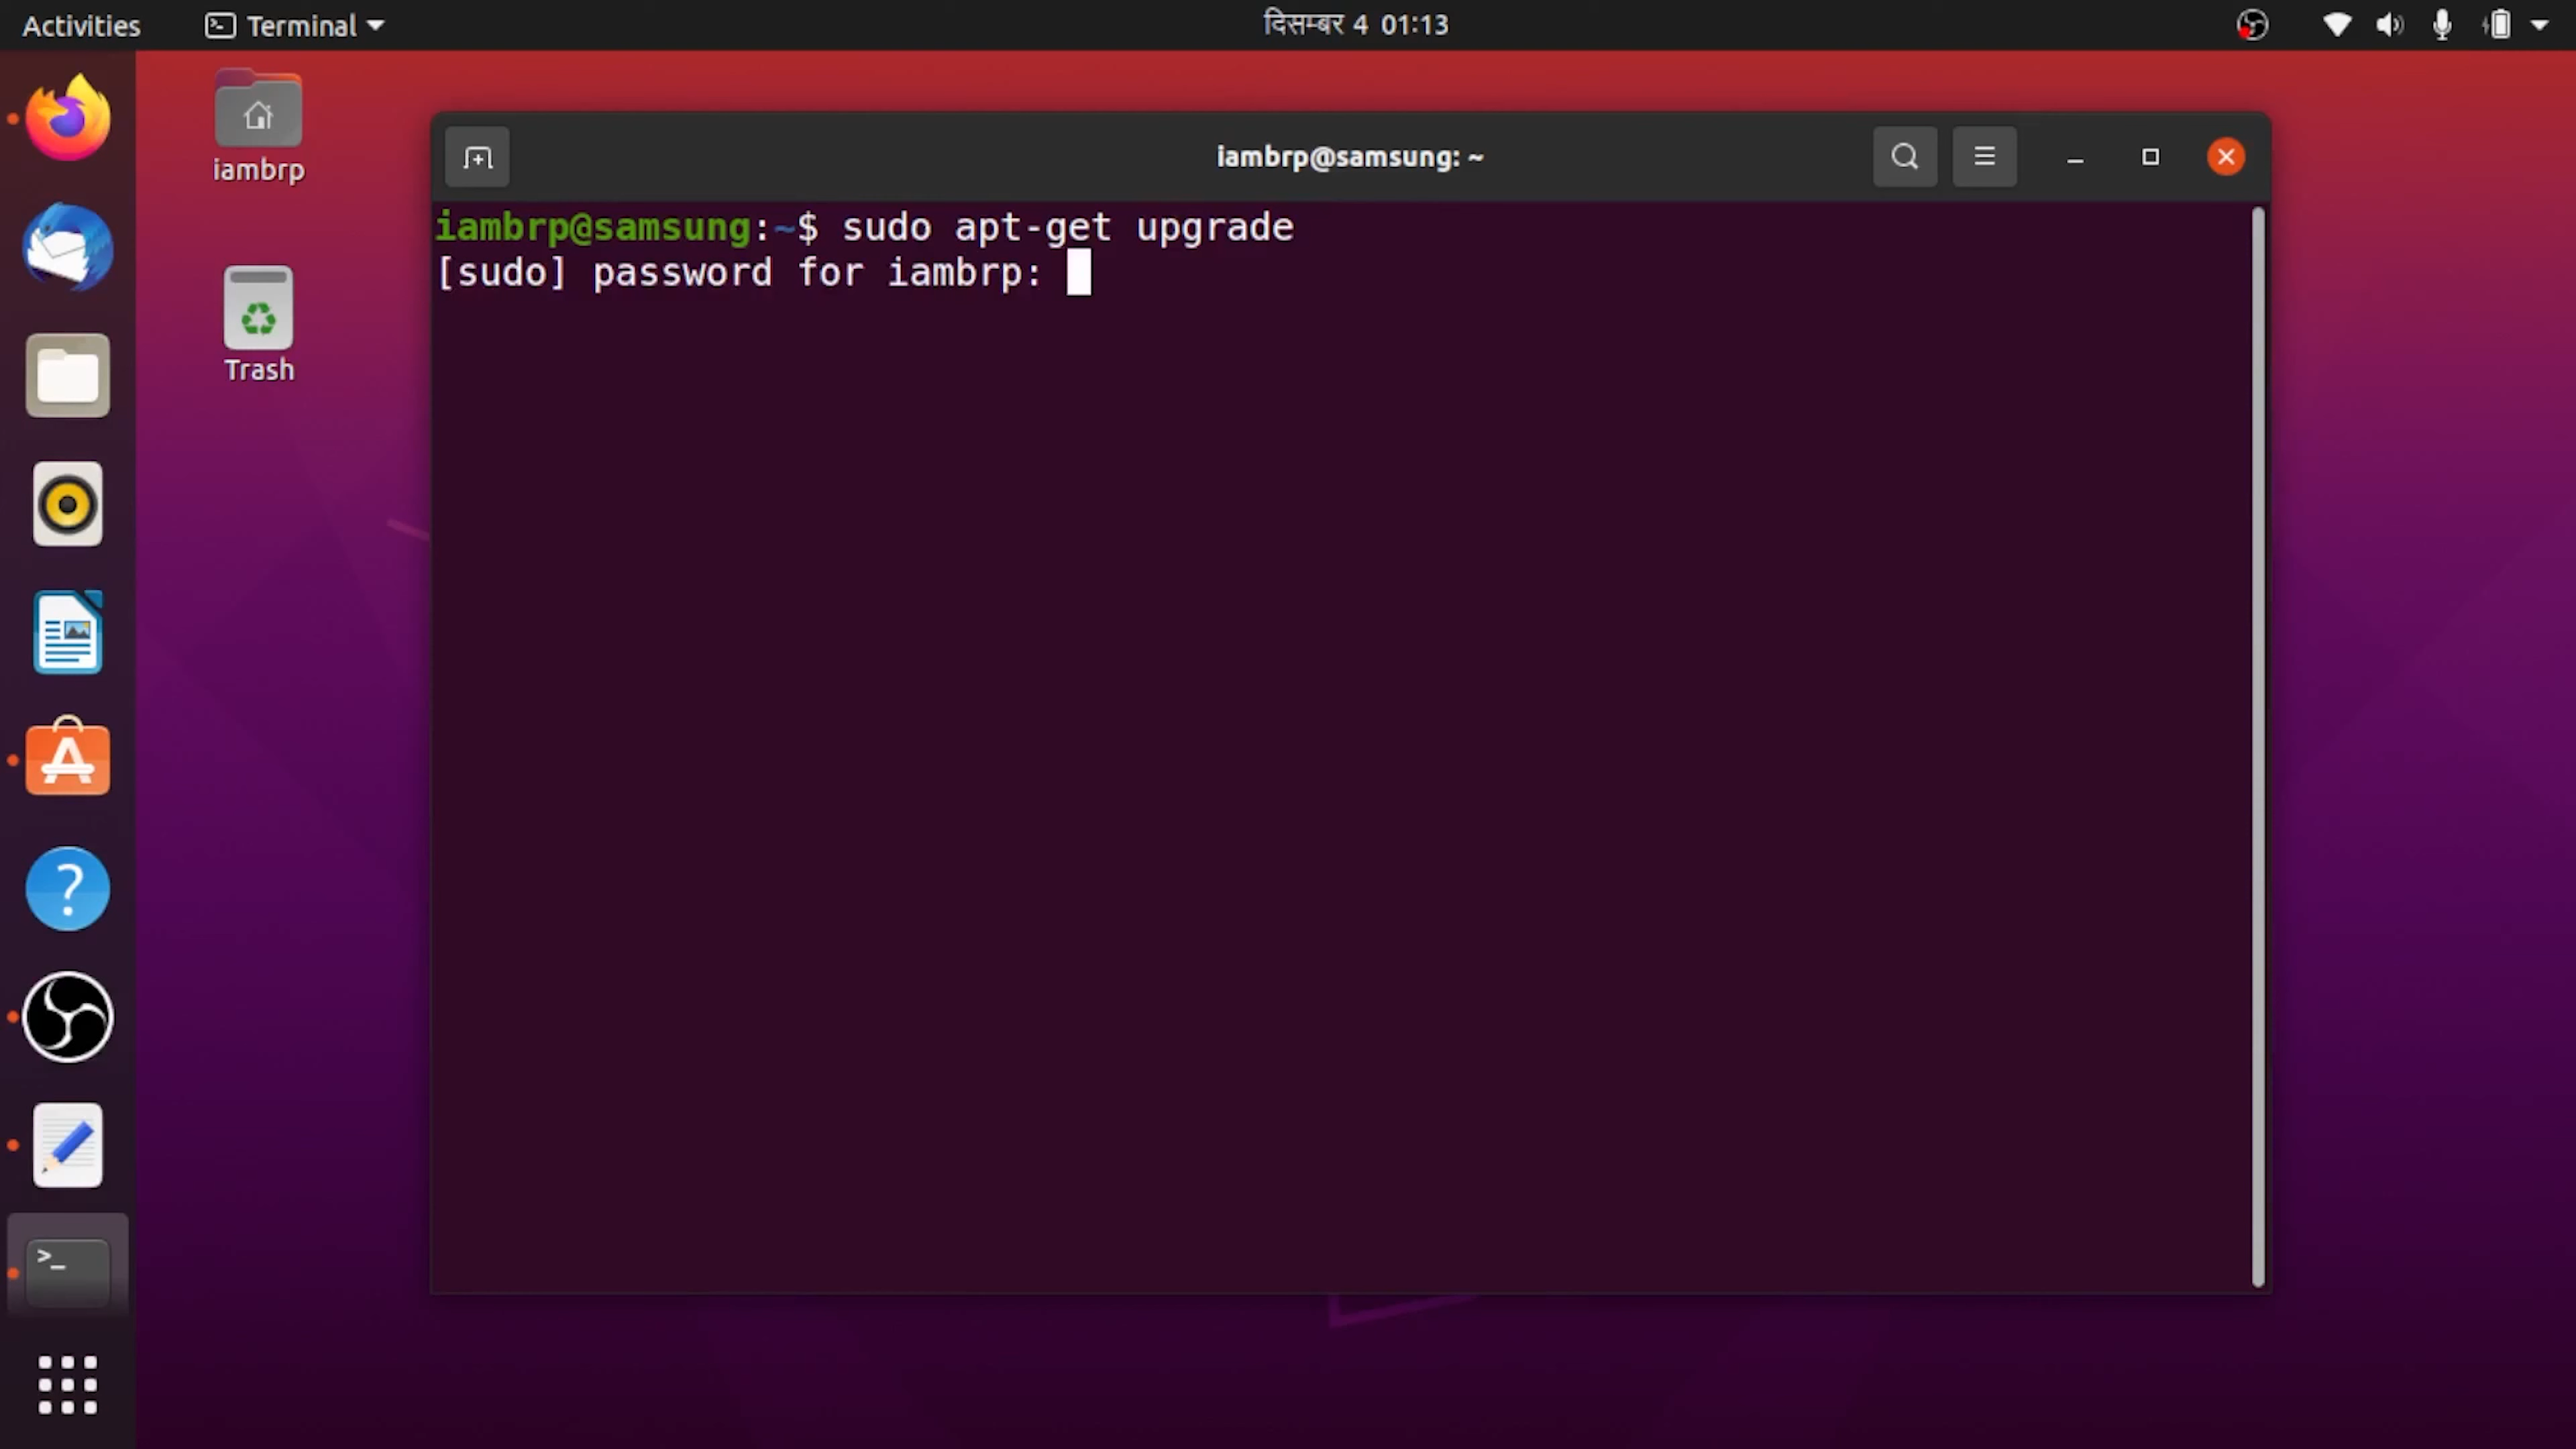 Activities Terminal दिसम्बर 4 01:13
iambrp
Trash
iambrp@samsung: ~
iambrp@samsung:~$ sudo apt-get upgrade
[sudo] password for iambrp: